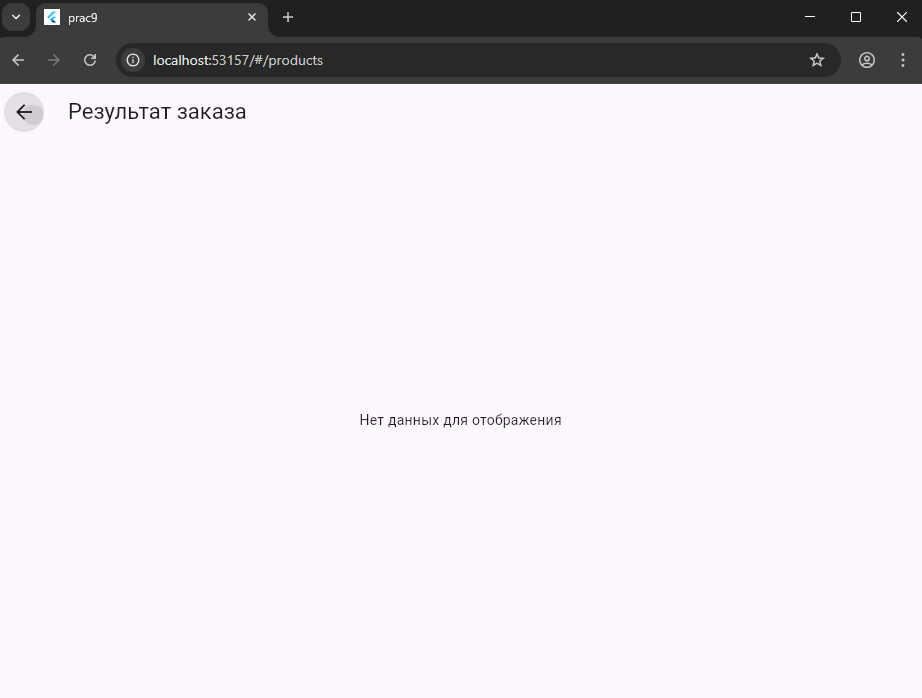 prac9
localhost:53157/#/products
Результат заказа
Нет данных для отображения